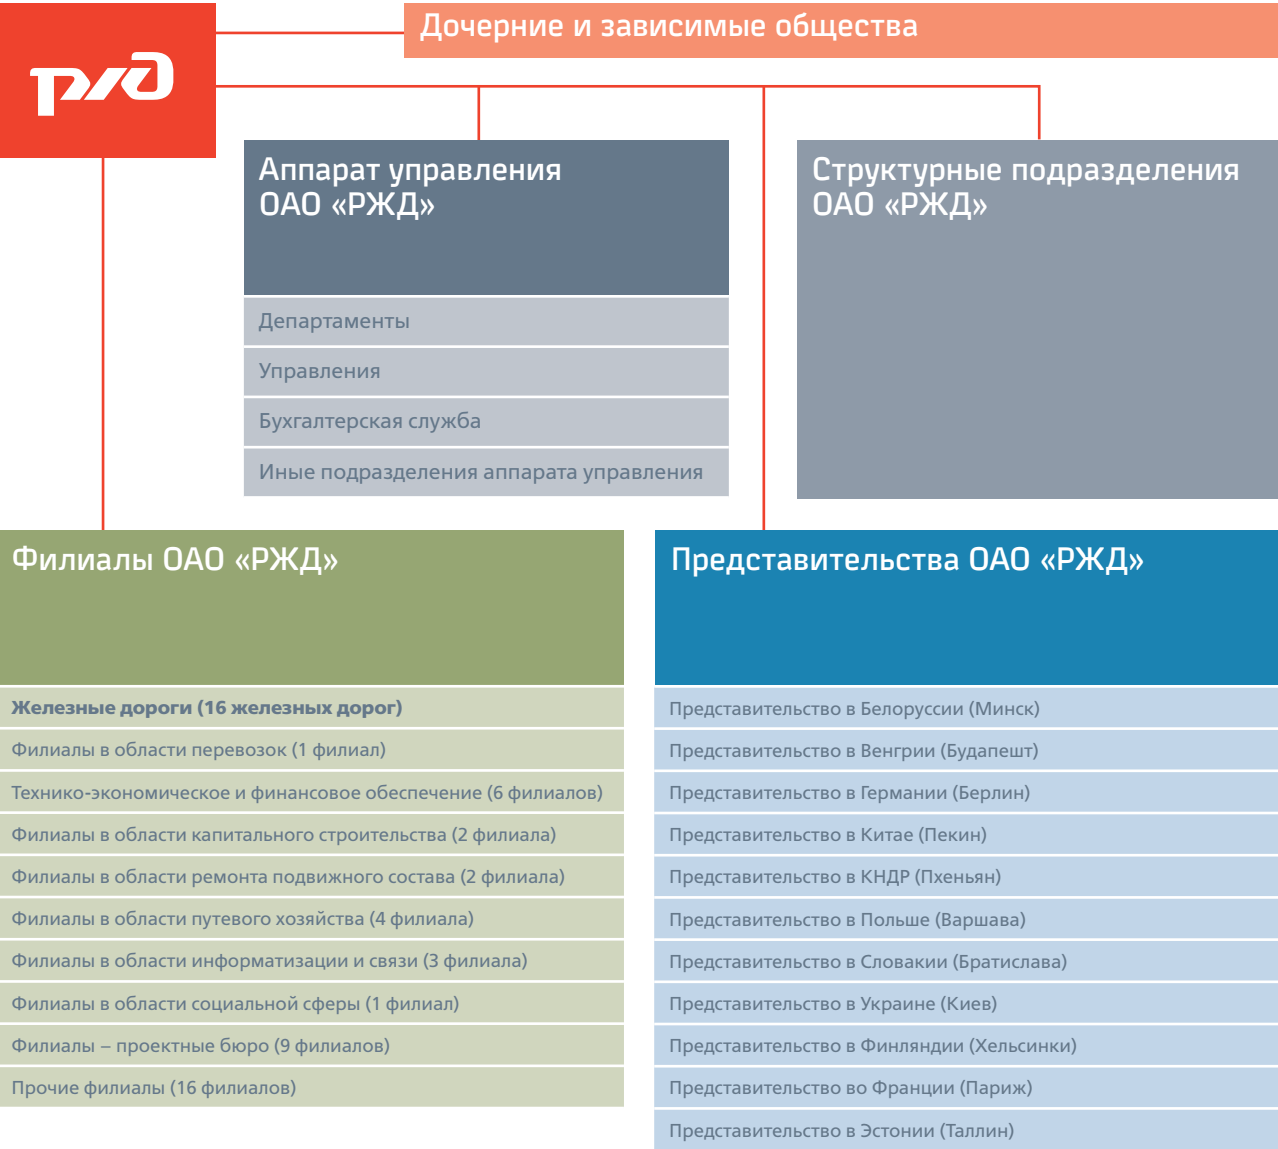 ржд
Дочерние и зависимые общества
Аппарат управления
ОАО «РЖД»
Департаменты
Управления
Бухгалтерская служба
Иные подразделения аппарата управления
Структурные подразделения
ОАО «РЖД»
Филиалы ОАО «РЖД»
Железные дороги (16 железных дорог)
Филиалы в области перевозок (1 филиал)
Технико-экономическое и финансовое обеспечение (6 филиалов)
Филиалы в области капитального строительства (2 филиала)
Филиалы в области ремонта подвижного состава (2 филиала)
Филиалы в области путевого хозяйства (4 филиала)
Филиалы в области информатизации и связи (3 филиала)
Филиалы в области социальной сферы (1 филиал)
Филиалы – проектные бюро (9 филиалов)
Прочие филиалы (16 филиалов)
Представительства ОАО «РЖД»
Представительство в Белоруссии (Минск)
Представительство в Венгрии (Будапешт)
Представительство в Германии (Берлин)
Представительство в Китае (Пекин)
Представительство в КНДР (Пхеньян)
Представительство в Польше (Варшава)
Представительство в Словакии (Братислава)
Представительство в Украине (Киев)
Представительство в Финляндии (Хельсинки)
Представительство во Франции (Париж)
Представительство в Эстонии (Таллин)